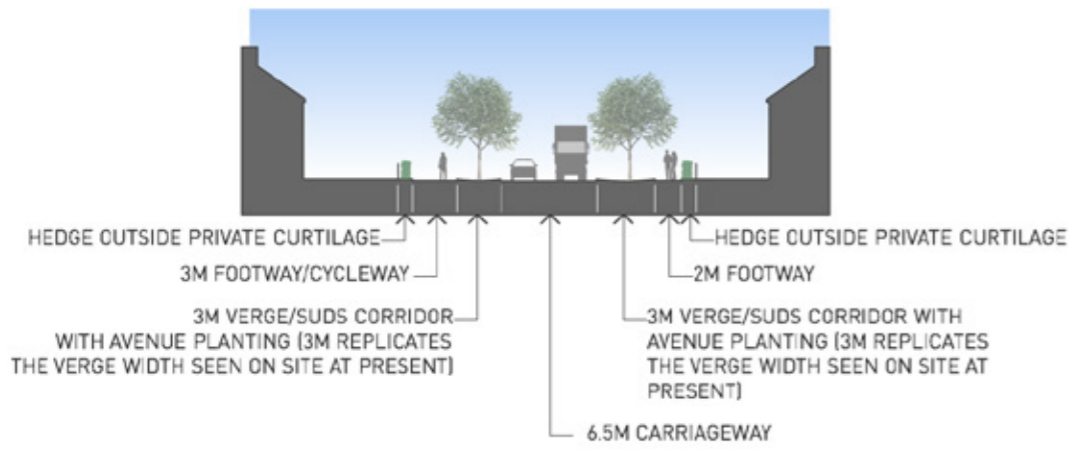 HEDGE OUTSIDE PRIVATE CURTILAGE
HEDGE OUTSIDE PRIVATE CURTILAGE
3M FOOTWAY/CYCLEWAY
2M FOOTWAY
3M VERGE/SUDS CORRIDOR
WITH AVENUE PLANTING (3M REPLICATES
THE VERGE WIDTH SEEN ON SITE AT PRESENT)
3M VERGE/SUDS CORRIDOR WITH
AVENUE PLANTING (3M REPLICATES
THE VERGE WIDTH SEEN ON SITE AT
PRESENT)
6.5M CARRIAGEWAY